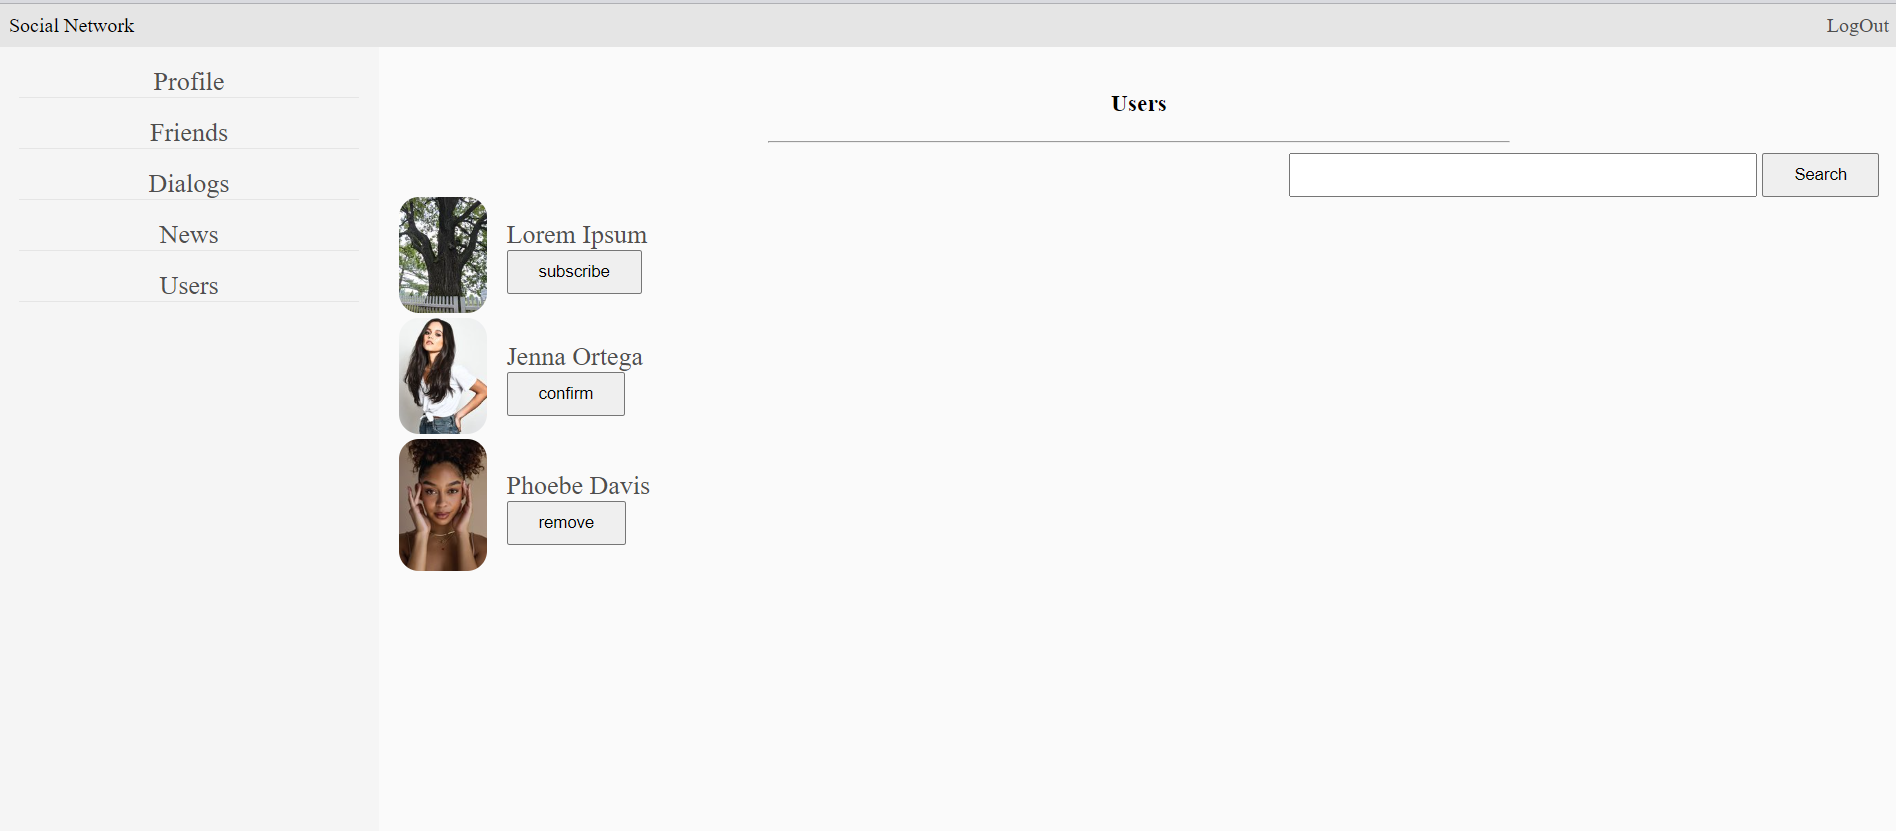 Social Network
LogOut
Profile
Friends
Dialogs
News
Users
Users
Search
Lorem Ipsum
subscribe
Jenna Ortega
confirm
Phoebe Davis
remove